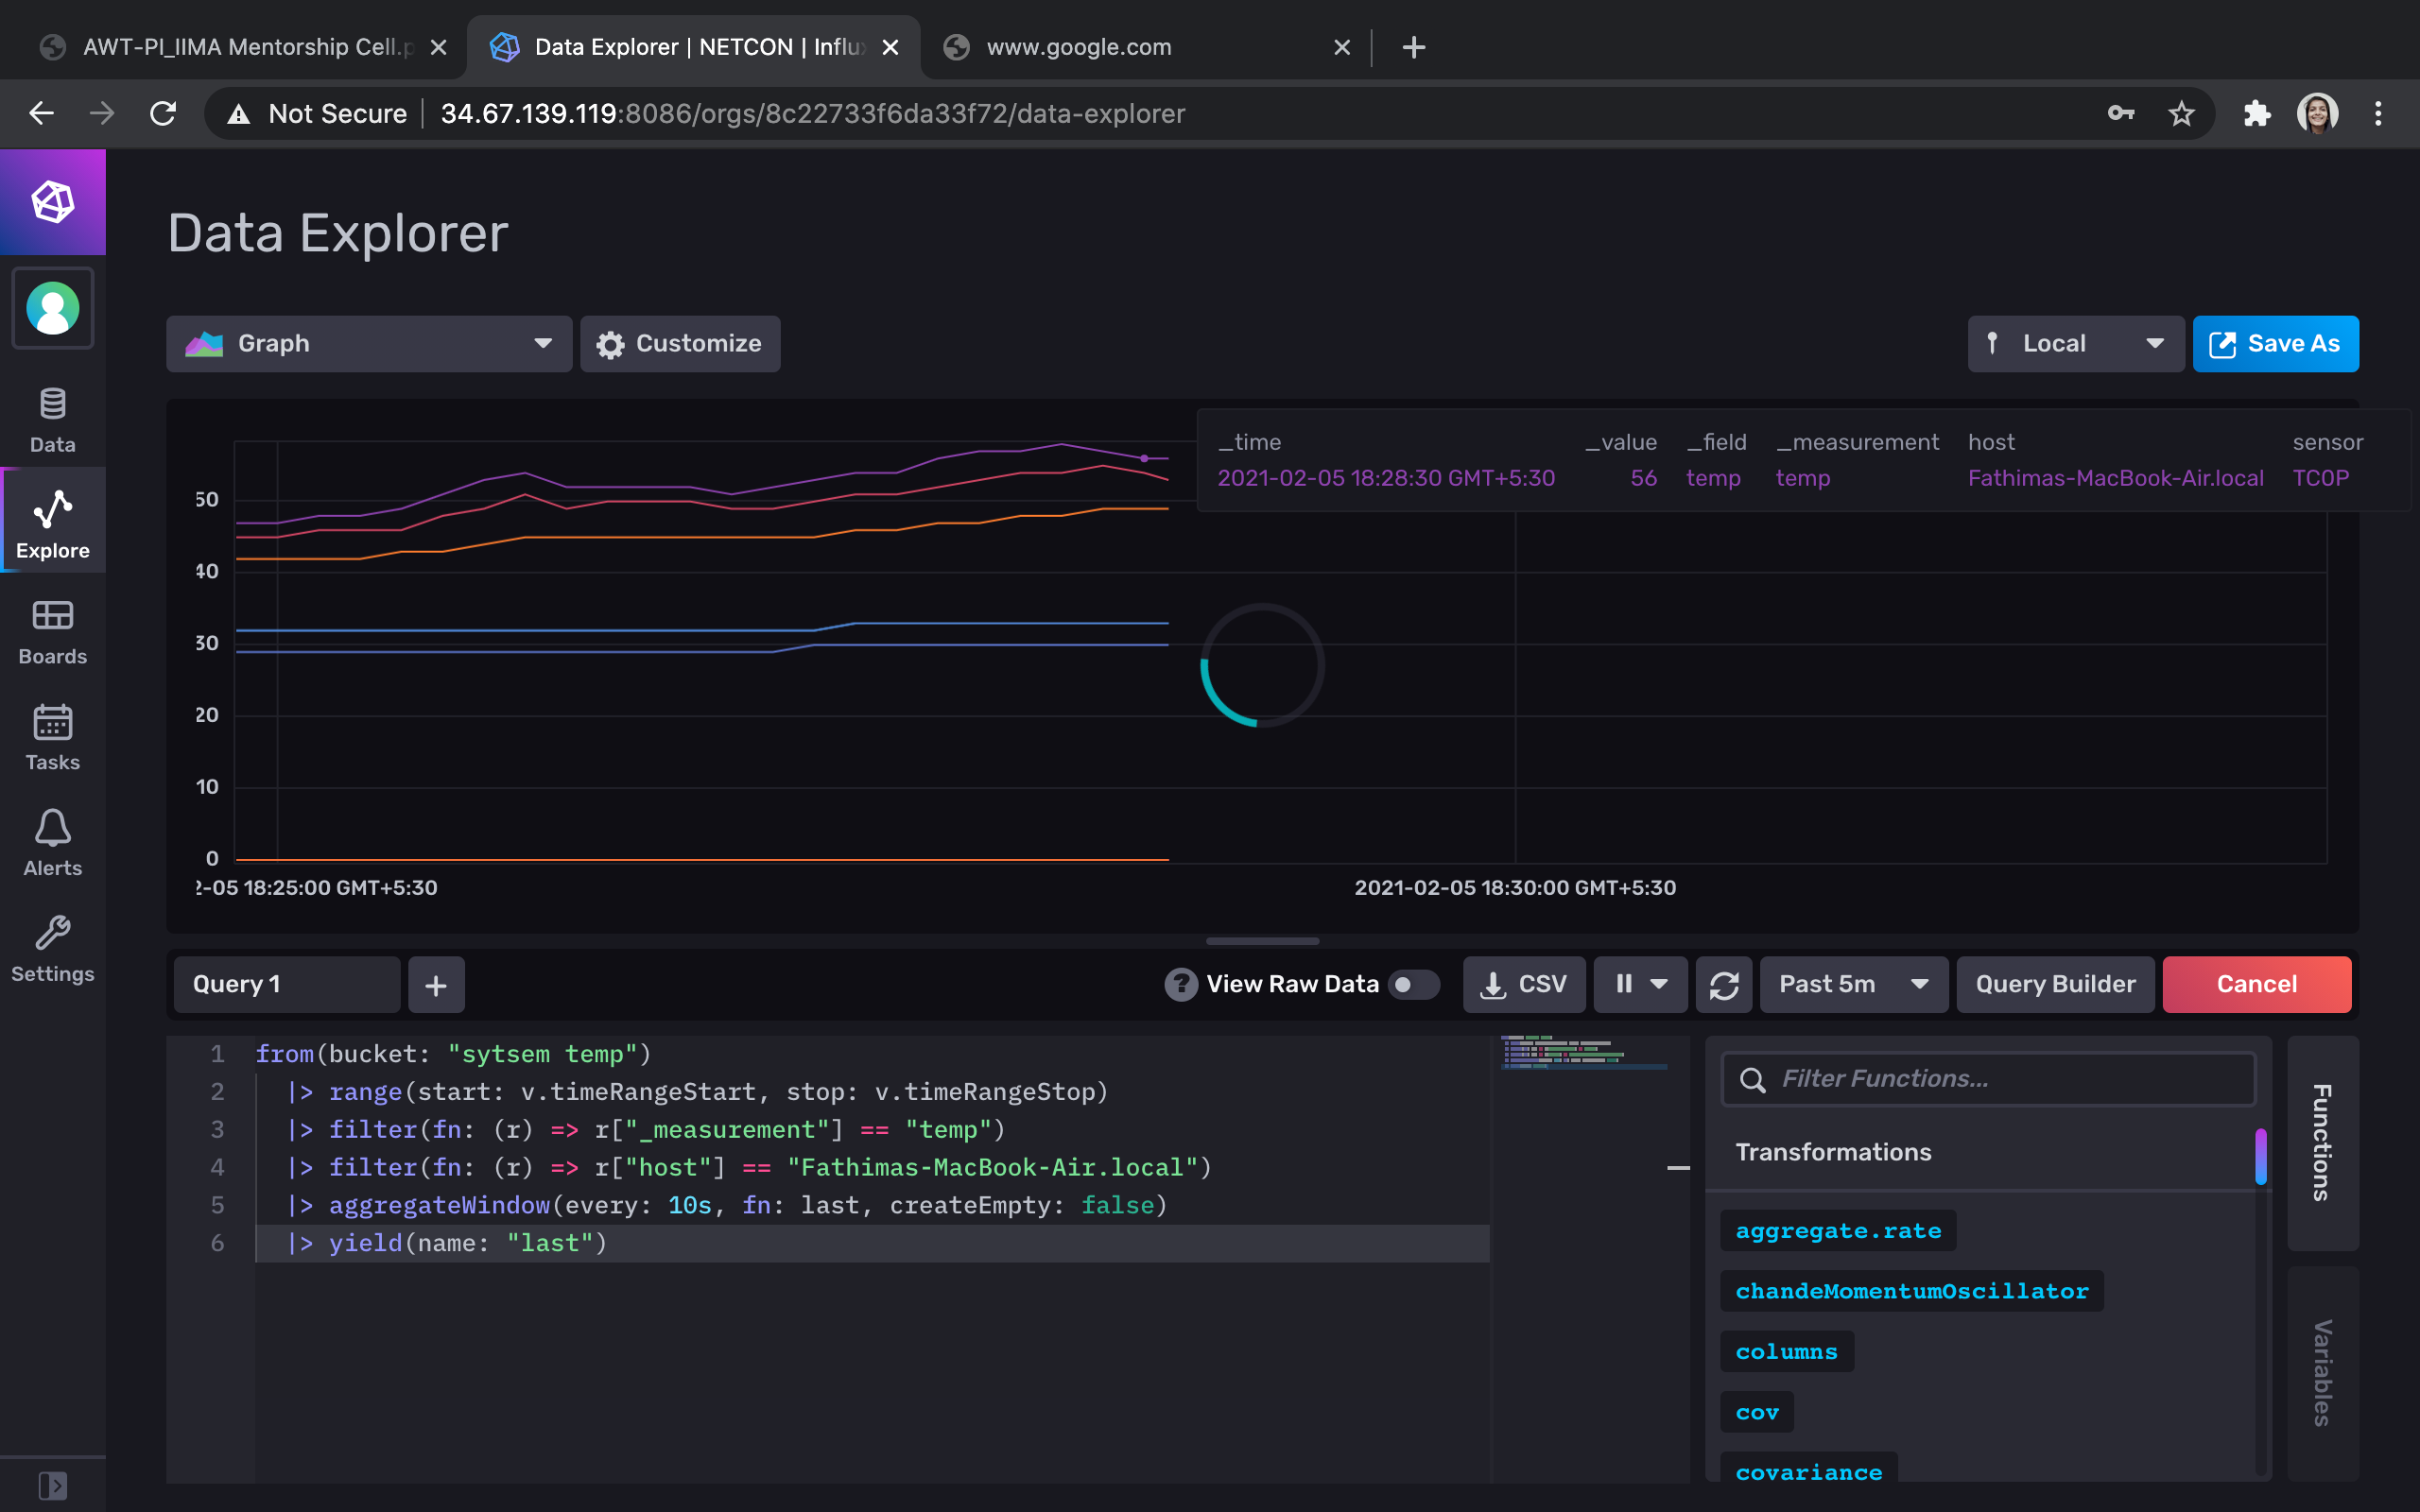 AWT-PI_IIMA Mentorship Cell.p
Data Explorer | NETCON | Influx
www.google.com
Not Secure
34.67.139.119:8086/orgs/8c22733f6da33f72/data-explorer
Data Explorer
Graph
Customize
Local
Save As
Data
Explore
Boards
Tasks
Alerts
Settings
_time _value _field _measurement host sensor
2021-02-05 18:28:30 GMT+5:30 56 temp temp Fathimas-MacBook-Air.local TC0P
50
40
30
20
10
0
2-05 18:25:00 GMT+5:30
2021-02-05 18:30:00 GMT+5:30
Query 1
+
? View Raw Data
CSV
Past 5m
Query Builder
Cancel
1 from(bucket: "sytsem temp")
2 |> range(start: v.timeRangeStart, stop: v.timeRangeStop)
3 |> filter(fn: (r) => r["_measurement"] == "temp")
4 |> filter(fn: (r) => r["host"] == "Fathimas-MacBook-Air.local")
5 |> aggregateWindow(every: 10s, fn: last, createEmpty: false)
6 |> yield(name: "last")
Filter Functions...
Transformations
aggregate.rate
chandeMomentumOscillator
columns
cov
covariance
Functions
Variables